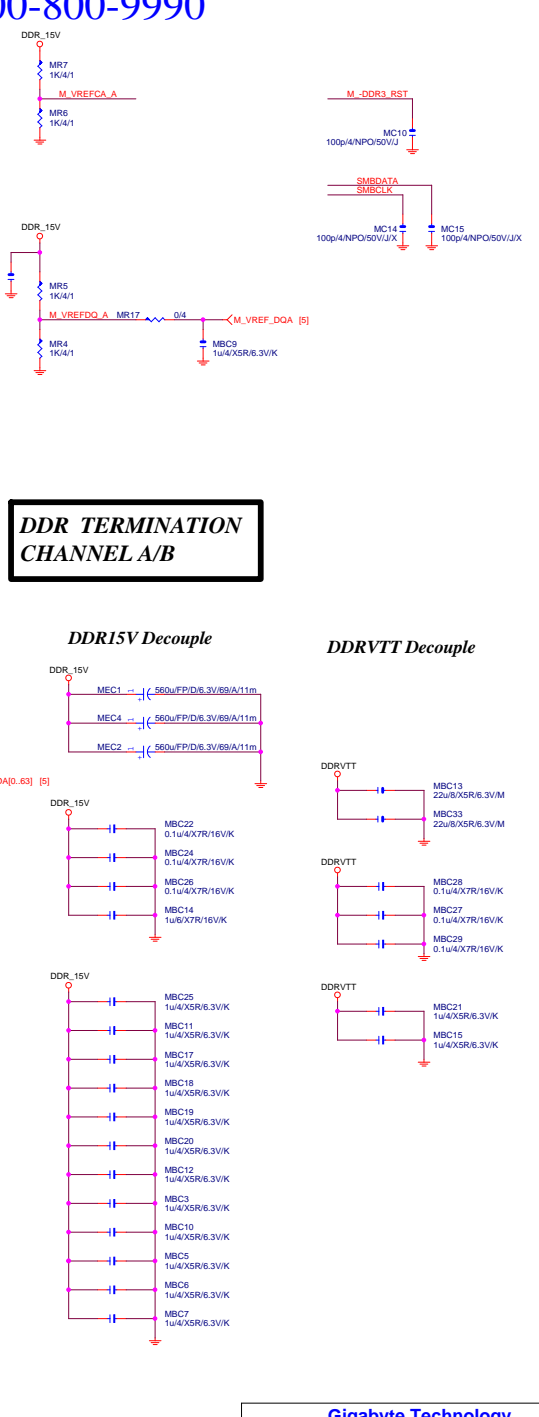 00-800-9990
DDR_15V
MR7
1K/4/1
M_VREFCA_A
MR6
1K/4/1
M_-DDR3_RST
MC10
100p/4/NPO/50V/J
SMBDATA
SMBCLK
MC14
100p/4/NPO/50V/J/X
MC15
100p/4/NPO/50V/J/X
DDR_15V
MR5
1K/4/1
M_VREFDQ_A MR17 0/4 M_VREF_DQA [5]
MR4
1K/4/1
MBC9
1u/4/X5R/6.3V/K
DDR TERMINATION
CHANNEL A/B
DDR15V Decouple
DDR_15V
MEC1 1 + 560u/FP/D/6.3V/69/A/11m
MEC4 1 + 560u/FP/D/6.3V/69/A/11m
MEC2 1 + 560u/FP/D/6.3V/69/A/11m
DA[0..63] [5]
DDR_15V
MBC22
0.1u/4/X7R/16V/K
MBC24
0.1u/4/X7R/16V/K
MBC26
0.1u/4/X7R/16V/K
MBC14
1u/6/X7R/16V/K
DDR_15V
MBC25
1u/4/X5R/6.3V/K
MBC11
1u/4/X5R/6.3V/K
MBC17
1u/4/X5R/6.3V/K
MBC18
1u/4/X5R/6.3V/K
MBC19
1u/4/X5R/6.3V/K
MBC20
1u/4/X5R/6.3V/K
MBC12
1u/4/X5R/6.3V/K
MBC3
1u/4/X5R/6.3V/K
MBC10
1u/4/X5R/6.3V/K
MBC5
1u/4/X5R/6.3V/K
MBC6
1u/4/X5R/6.3V/K
MBC7
1u/4/X5R/6.3V/K
DDRVTT Decouple
DDRVTT
MBC13
22u/8/X5R/6.3V/M
MBC33
22u/8/X5R/6.3V/M
DDRVTT
MBC28
0.1u/4/X7R/16V/K
MBC27
0.1u/4/X7R/16V/K
MBC29
0.1u/4/X7R/16V/K
DDRVTT
MBC21
1u/4/X5R/6.3V/K
MBC15
1u/4/X5R/6.3V/K
Gigabyte Technology